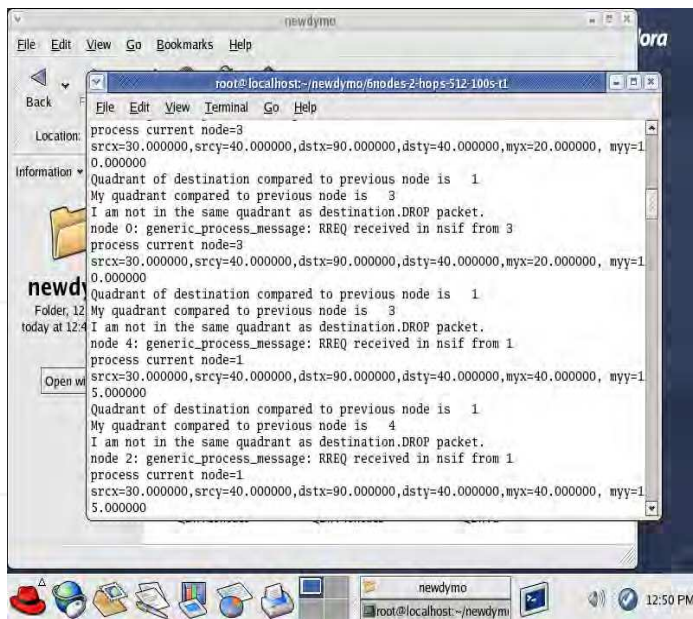 newdymo
File Edit View Go Bookmarks Help
ora
Back
Location:
Information
newdy
Folder, 12
today at 12:4
Open wi
root@localhost:~/newdymo/6nodes-2-hops-512-100s-t1
File Edit View Terminal Go Help
process current node=3
srcx=30.000000,srcy=40.000000,dstx=90.000000,dsty=40.000000,myx=20.000000, myy=1
0.000000
Quadrant of destination compared to previous node is 1
My quadrant compared to previous node is 3
I am not in the same quadrant as destination.DROP packet.
node 0: generic_process_message: RREQ received in nsif from 3
process current node=3
srcx=30.000000,srcy=40.000000,dstx=90.000000,dsty=40.000000,myx=20.000000, myy=1
0.000000
Quadrant of destination compared to previous node is 1
My quadrant compared to previous node is 3
I am not in the same quadrant as destination.DROP packet.
node 4: generic_process_message: RREQ received in nsif from 1
process current node=1
srcx=30.000000,srcy=40.000000,dstx=90.000000,dsty=40.000000,myx=40.000000, myy=1
5.000000
Quadrant of destination compared to previous node is 1
My quadrant compared to previous node is 4
I am not in the same quadrant as destination.DROP packet.
node 2: generic_process_message: RREQ received in nsif from 1
process current node=1
srcx=30.000000,srcy=40.000000,dstx=90.000000,dsty=40.000000,myx=40.000000, myy=1
5.000000
newdymo
root@localhost:~/newdym
12:50 PM